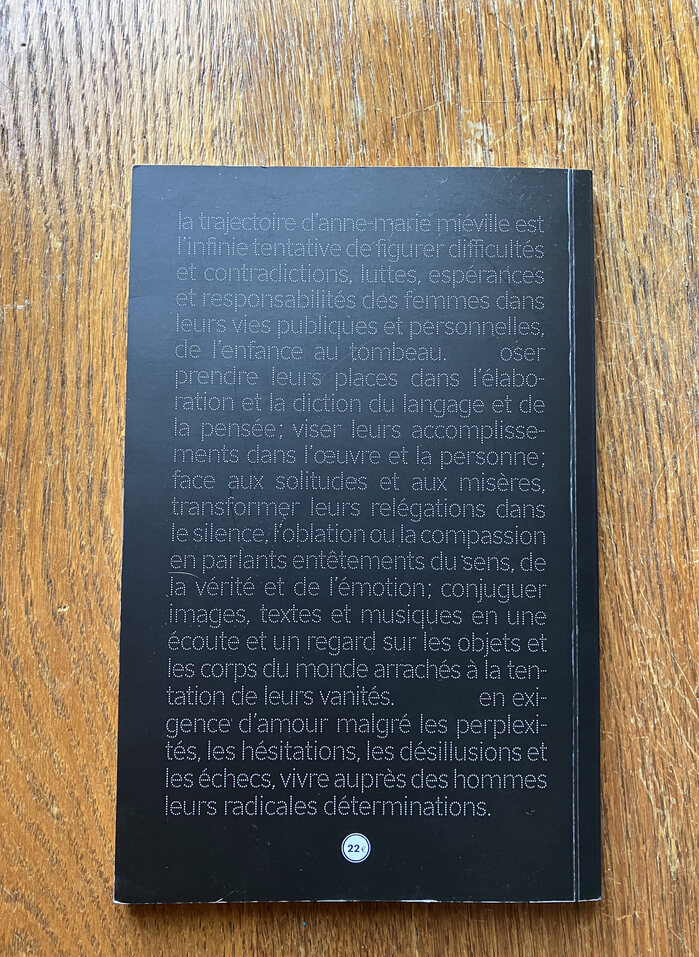 la trajectoire d'anne-marie miéville est
l'infinie tentative de figurer difficultés
et contradictions, luttes, espérances
et responsabilités des femmes dans
leurs vies publiques et personnelles,
de l'enfance au tombeau. oser
prendre leurs places dans l'élabo-
ration et la diction du langage et de
la pensée; viser leurs accomplisse-
ments dans l'œuvre et la personne;
face aux solitudes et aux misères,
transformer leurs relégations dans
le silence, l'oblation ou la compassion
en parlants entêtements du sens, de
la vérité et de l'émotion; conjuguer
images, textes et musiques en une
écoute et un regard sur les objets et
les corps du monde arrachés à la ten-
tation de leurs vanités. en exi-
gence d'amour malgré les perplexi-
tés, les hésitations, les désillusions et
les échecs, vivre auprès des hommes
leurs radicales déterminations.
22€